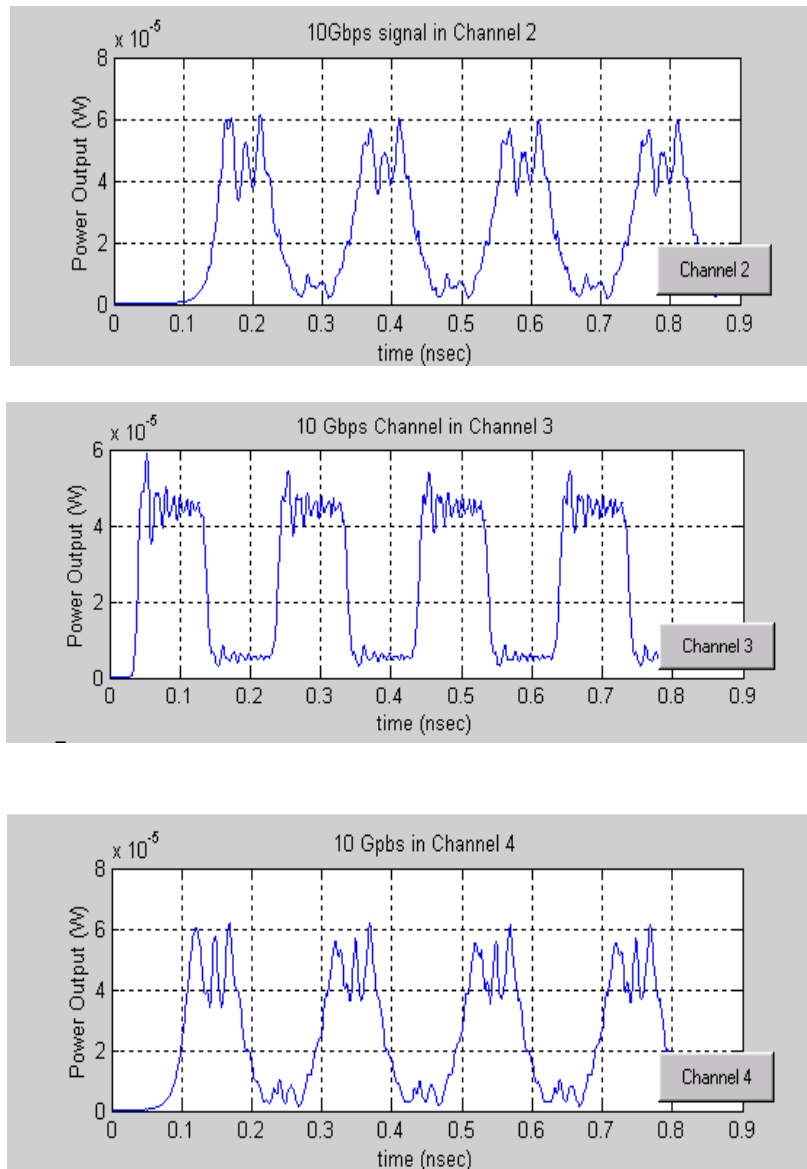 10Gbps signal in Channel 2
x 10-5
Power Output (W)
8
6
4
2
0
0 0.1 0.2 0.3 0.4 0.5 0.6 0.7 0.8 0.9
time (nsec)
Channel 2
10 Gbps Channel in Channel 3
x 10-5
Power Output (W)
6
4
2
0
0 0.1 0.2 0.3 0.4 0.5 0.6 0.7 0.8 0.9
time (nsec)
Channel 3
10 Gpbs in Channel 4
x 10-5
Power Output (W)
8
6
4
2
0
0 0.1 0.2 0.3 0.4 0.5 0.6 0.7 0.8 0.9
time (nsec)
Channel 4